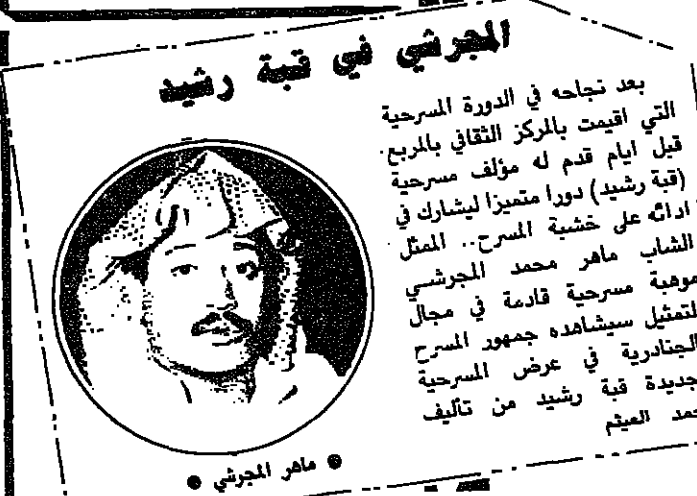 المجرشي في قبة رشيد
بعد نجاحه في الدورة المسرحية
التي اقيمت بالمركز الثقافي بالمربع
قبل ايام قدم له مؤلف مسرحية
(قبة رشيد) دورا متميزا ليشارك في
ادائه على خشبة المسرح.. الممثل
الشاب ماهر محمد المجرشي
موهبة مسرحية قادمة في مجال
لتمثيل سيشاهده جمهور المسرح
الجنادرية في عرض المسرحية
جديدة قبة رشيد من تأليف
حمد العيثم
● ماهر المجرشي ●